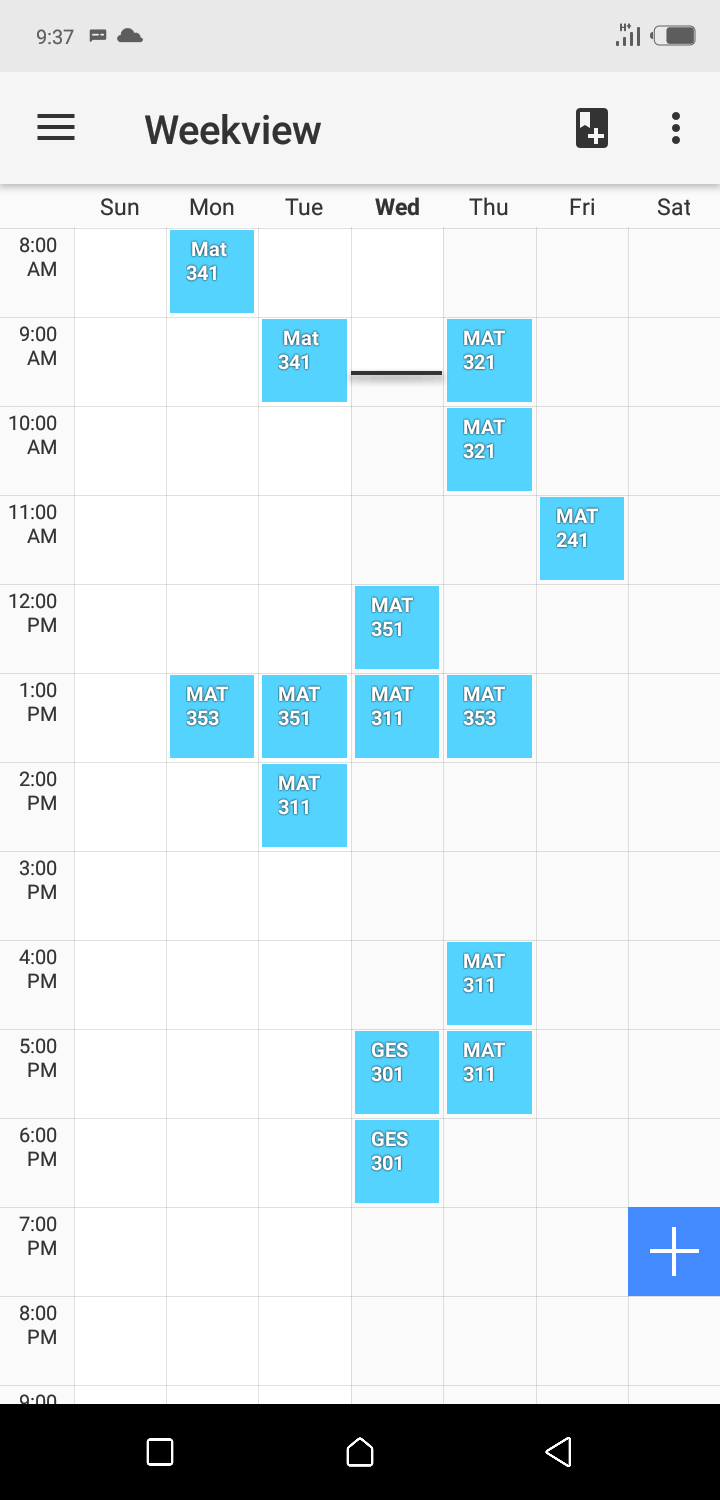 9:37
H+
Weekview
Sun Mon Tue Wed Thu Fri Sat
8:00
AM
Mat
341
9:00
AM
Mat
341
MAT
321
10:00
AM
MAT
321
11:00
AM
MAT
241
12:00
PM
MAT
351
1:00
PM
MAT
353
MAT
351
MAT
311
MAT
353
2:00
PM
MAT
311
3:00
PM
4:00
PM
MAT
311
5:00
PM
GES
301
MAT
311
6:00
PM
GES
301
7:00
PM
8:00
PM
9:00